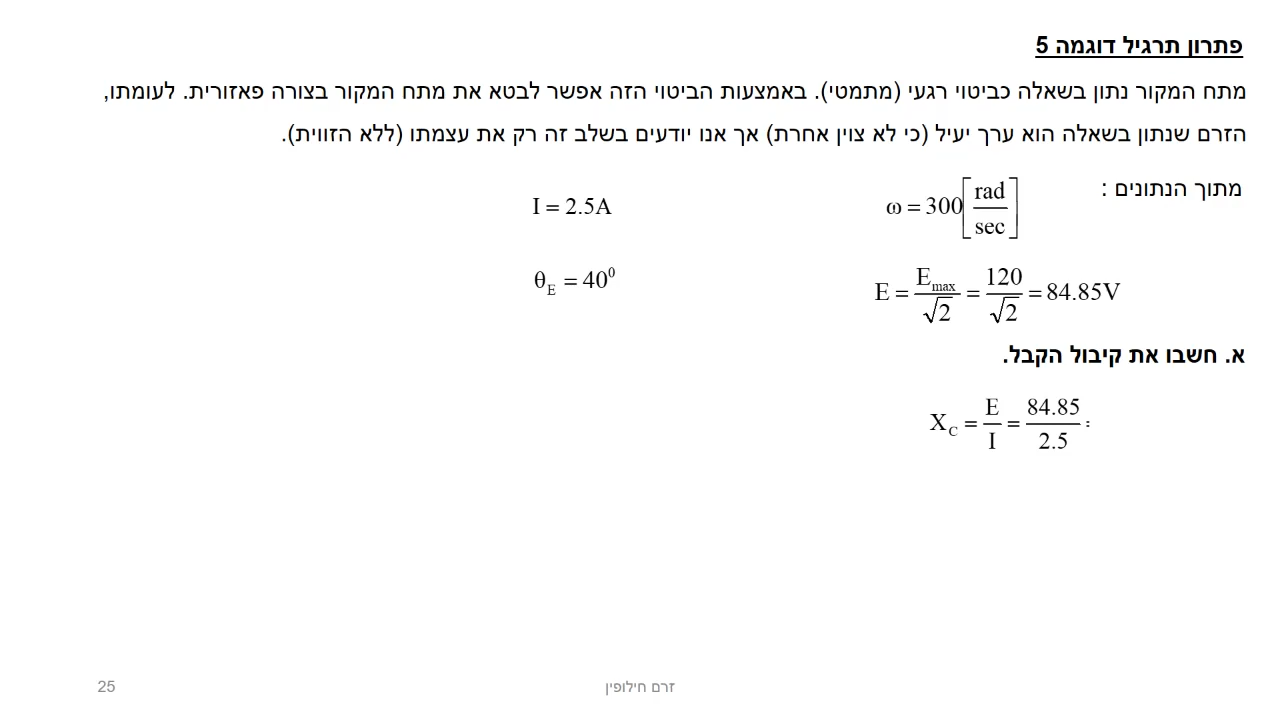 פתרון תרגיל דוגמה 5
מתח המקור נתון בשאלה כביטוי רגעי (מתמטי). באמצעות הביטוי הזה אפשר לבטא את מתח המקור בצורה פאזורית. לעומתו,
הזרם שנתון בשאלה הוא ערך יעיל (כי לא צוין אחרת) אך אנו יודעים בשלב זה רק את עצמתו (ללא הזווית).
מתוך הנתונים :
ω = 300[rad/sec]
I = 2.5A
E = E_max/√2 = 120/√2 = 84.85V
θ_E = 40⁰
א. חשבו את קיבול הקבל.
X_C = E/I = 84.85/2.5
זרם חילופין
25